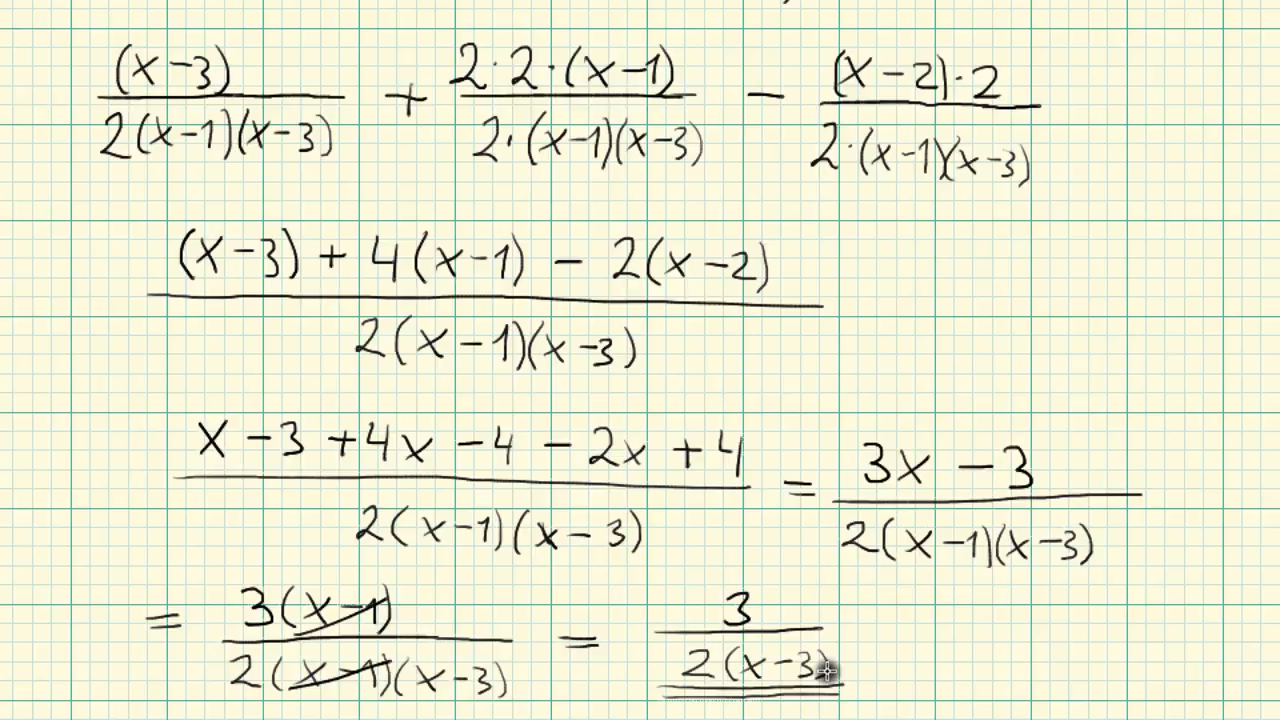 (x-3) + 2·2·(x-1) - (x-2)·2
2(x-1)(x-3) 2·(x-1)(x-3) 2·(x-1)(x-3)
(x-3) + 4(x-1) - 2(x-2)
2(x-1)(x-3)
x-3+4x-4-2x+4 = 3x-3
2(x-1)(x-3) 2(x-1)(x-3)
= 3(x-1) = 3
2(x-1)(x-3) 2(x-3)